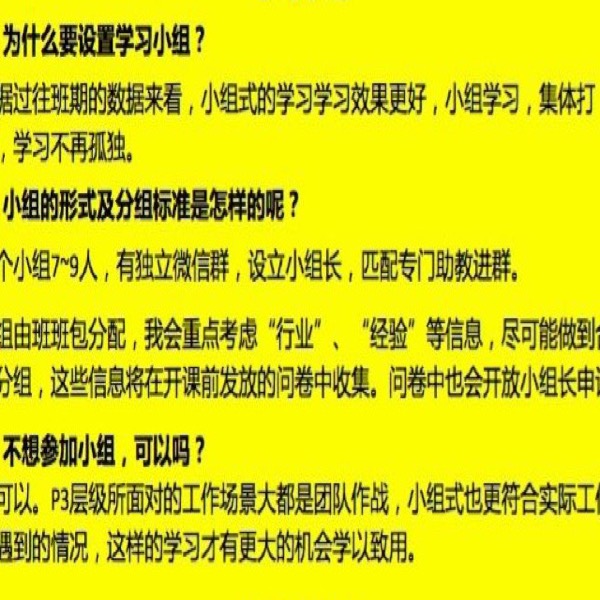 为什么要设置学习小组？
据过往班期的数据来看，小组式的学习学习效果更好，小组学习，集体打
，学习不再孤独。
小组的形式及分组标准是怎样的呢？
个小组7~9人，有独立微信群，设立小组长，匹配专门助教进群。
组由班班包分配，我会重点考虑“行业”、“经验”等信息，尽可能做到合
分组，这些信息将在开课前发放的问卷中收集。问卷中也会开放小组长申请
不想参加小组，可以吗？
可以。P3层级所面对的工作场景大都是团队作战，小组式也更符合实际工作
遇到的情况，这样的学习才有更大的机会学以致用。